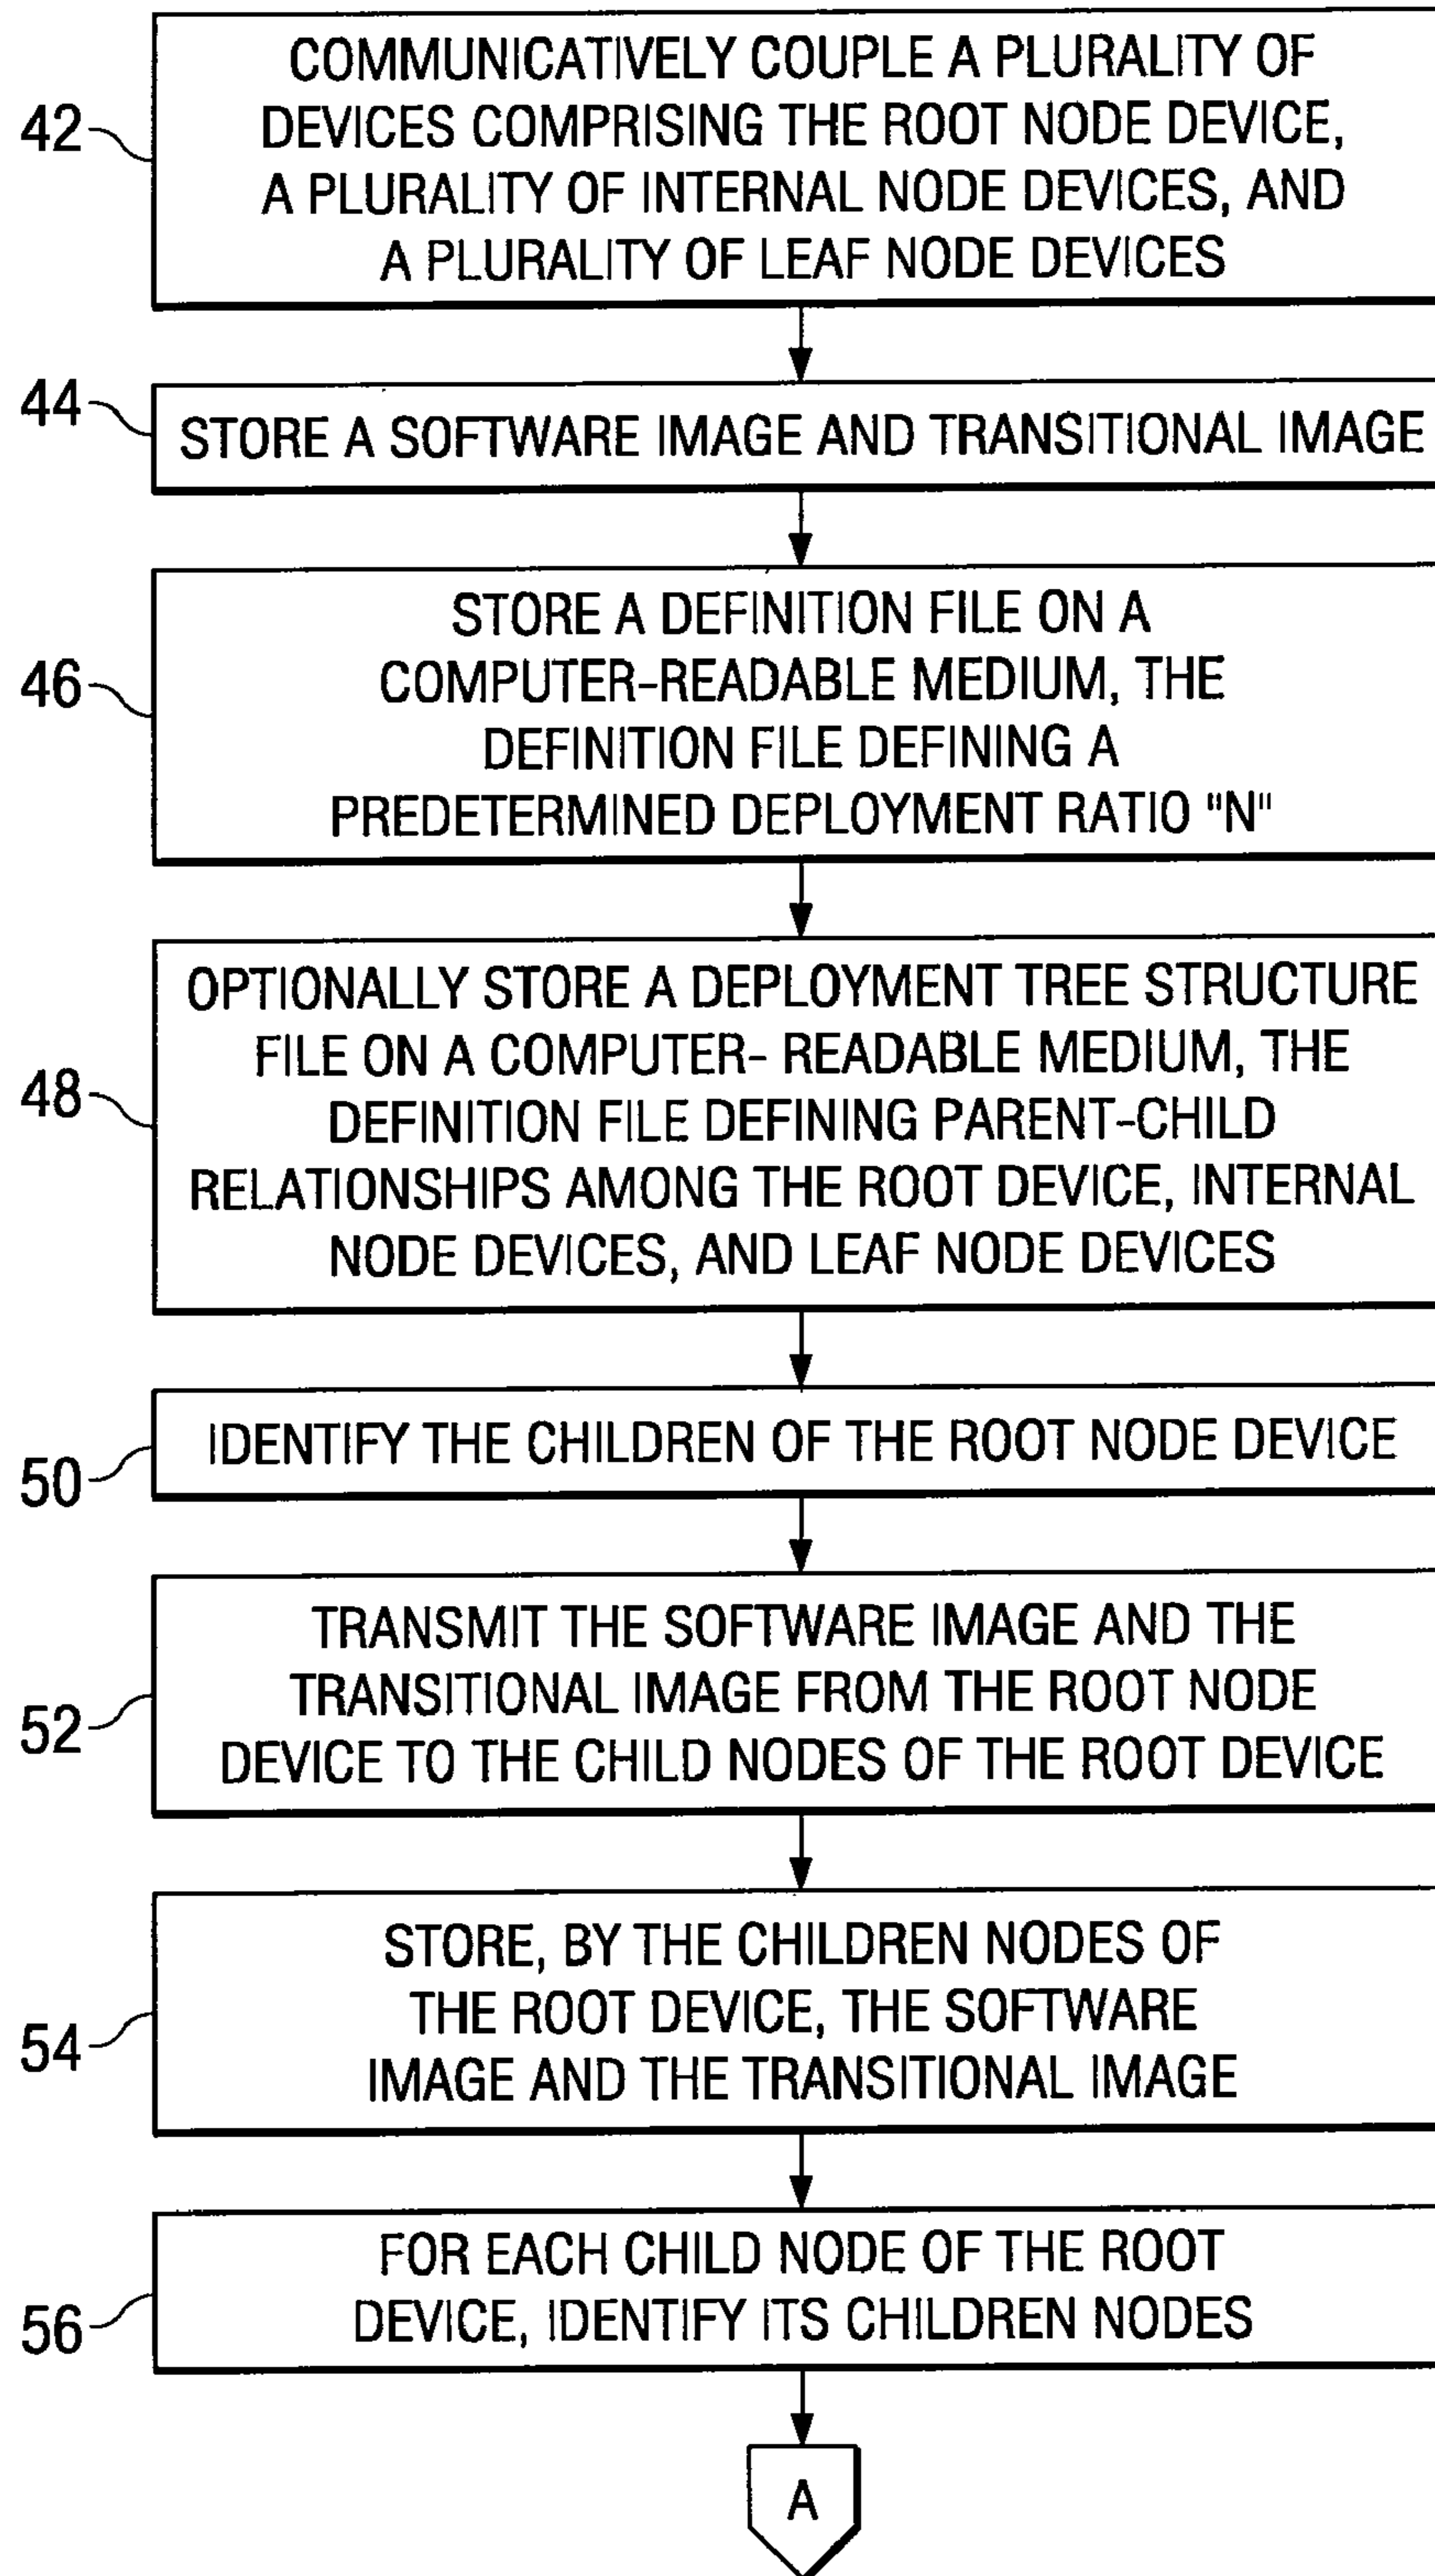 42
COMMUNICATIVELY COUPLE A PLURALITY OF
DEVICES COMPRISING THE ROOT NODE DEVICE,
A PLURALITY OF INTERNAL NODE DEVICES, AND
A PLURALITY OF LEAF NODE DEVICES
44
STORE A SOFTWARE IMAGE AND TRANSITIONAL IMAGE
46
STORE A DEFINITION FILE ON A
COMPUTER-READABLE MEDIUM, THE
DEFINITION FILE DEFINING A
PREDETERMINED DEPLOYMENT RATIO "N"
48
OPTIONALLY STORE A DEPLOYMENT TREE STRUCTURE
FILE ON A COMPUTER- READABLE MEDIUM, THE
DEFINITION FILE DEFINING PARENT-CHILD
RELATIONSHIPS AMONG THE ROOT DEVICE, INTERNAL
NODE DEVICES, AND LEAF NODE DEVICES
50
IDENTIFY THE CHILDREN OF THE ROOT NODE DEVICE
52
TRANSMIT THE SOFTWARE IMAGE AND THE
TRANSITIONAL IMAGE FROM THE ROOT NODE
DEVICE TO THE CHILD NODES OF THE ROOT DEVICE
54
STORE, BY THE CHILDREN NODES OF
THE ROOT DEVICE, THE SOFTWARE
IMAGE AND THE TRANSITIONAL IMAGE
56
FOR EACH CHILD NODE OF THE ROOT
DEVICE, IDENTIFY ITS CHILDREN NODES
A